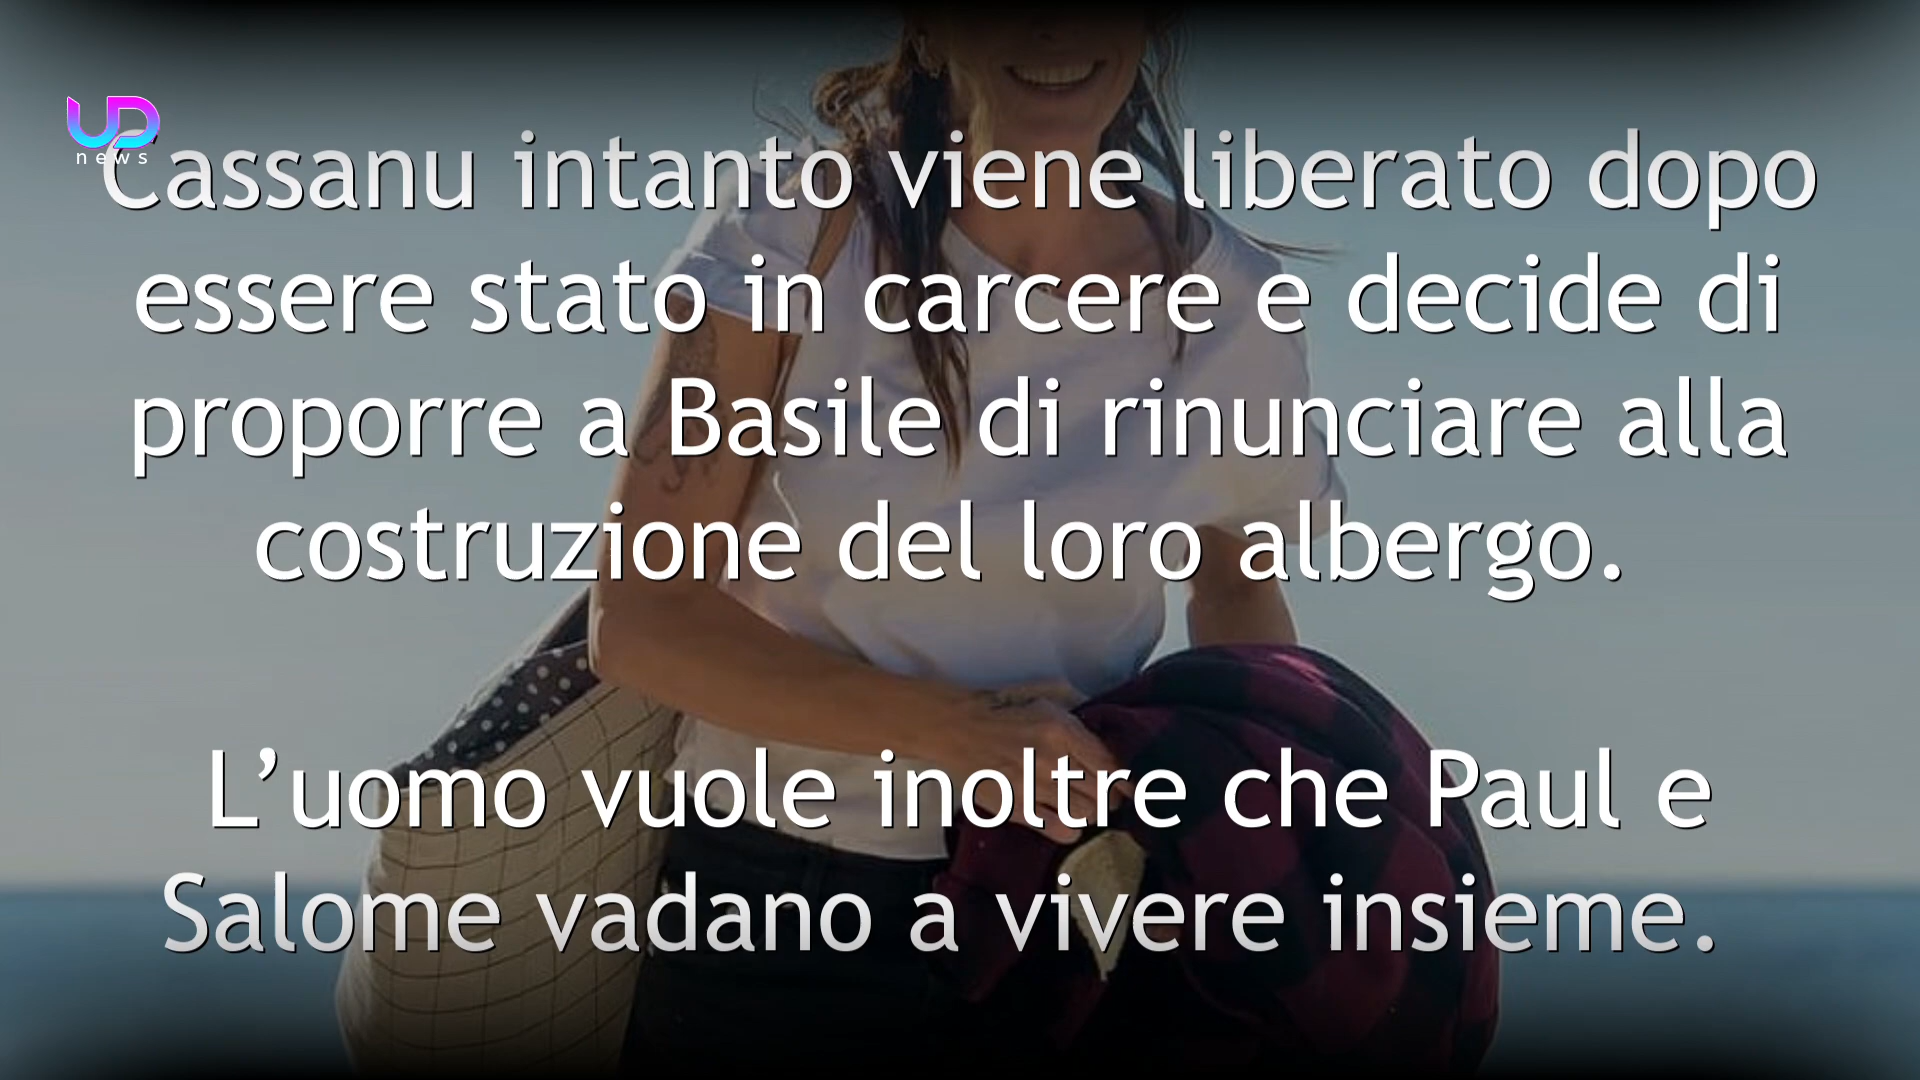 UP
news
Cassanu intanto viene liberato dopo
essere stato in carcere e decide di
proporre a Basile di rinunciare alla
costruzione del loro albergo.
L’uomo vuole inoltre che Paul e
Salome vadano a vivere insieme.